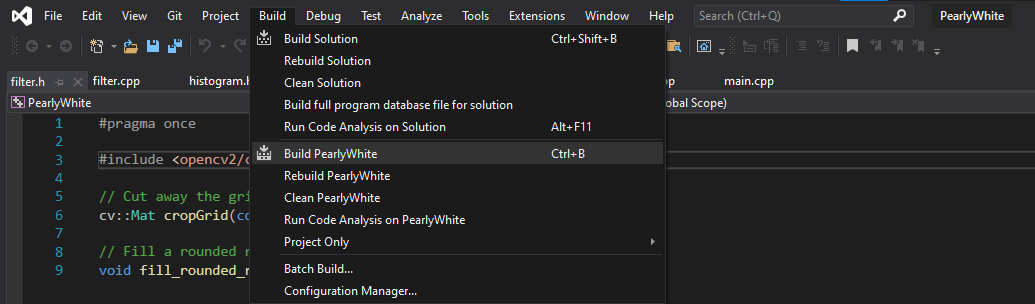 File Edit View Git Project Build Debug Test Analyze Tools Extensions Window Help Search (Ctrl+Q) PearlyWhite
Build Solution Ctrl+Shift+B
Rebuild Solution
Clean Solution
Build full program database file for solution
Run Code Analysis on Solution Alt+F11
Build PearlyWhite Ctrl+B
Rebuild PearlyWhite
Clean PearlyWhite
Run Code Analysis on PearlyWhite
Project Only
Batch Build...
Configuration Manager...
filter.h filter.cpp histogram.h main.cpp
PearlyWhite Scope)
1 #pragma once
2
3 #include <opencv2/
4
5 // Cut away the
6 cv::Mat cropGrid(
7
8 // Fill a rounded
9 void